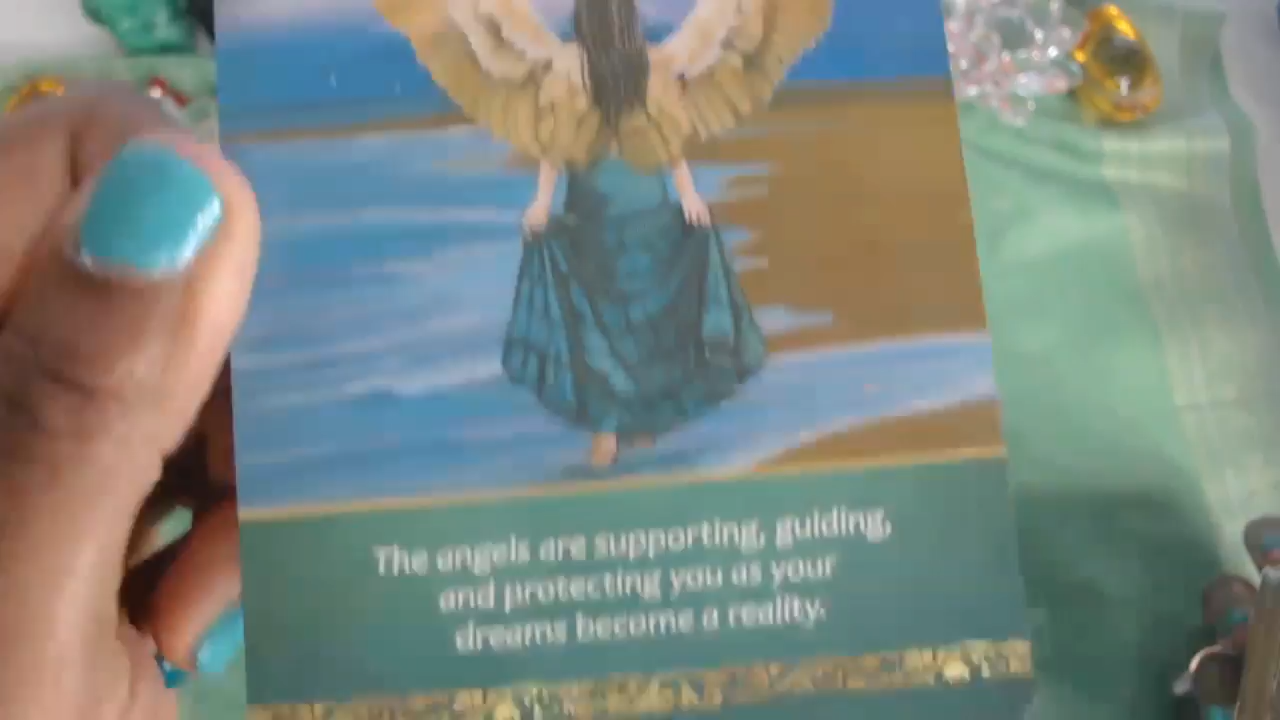 The angels are supporting, guiding,
and protecting you as your
dreams become a reality.